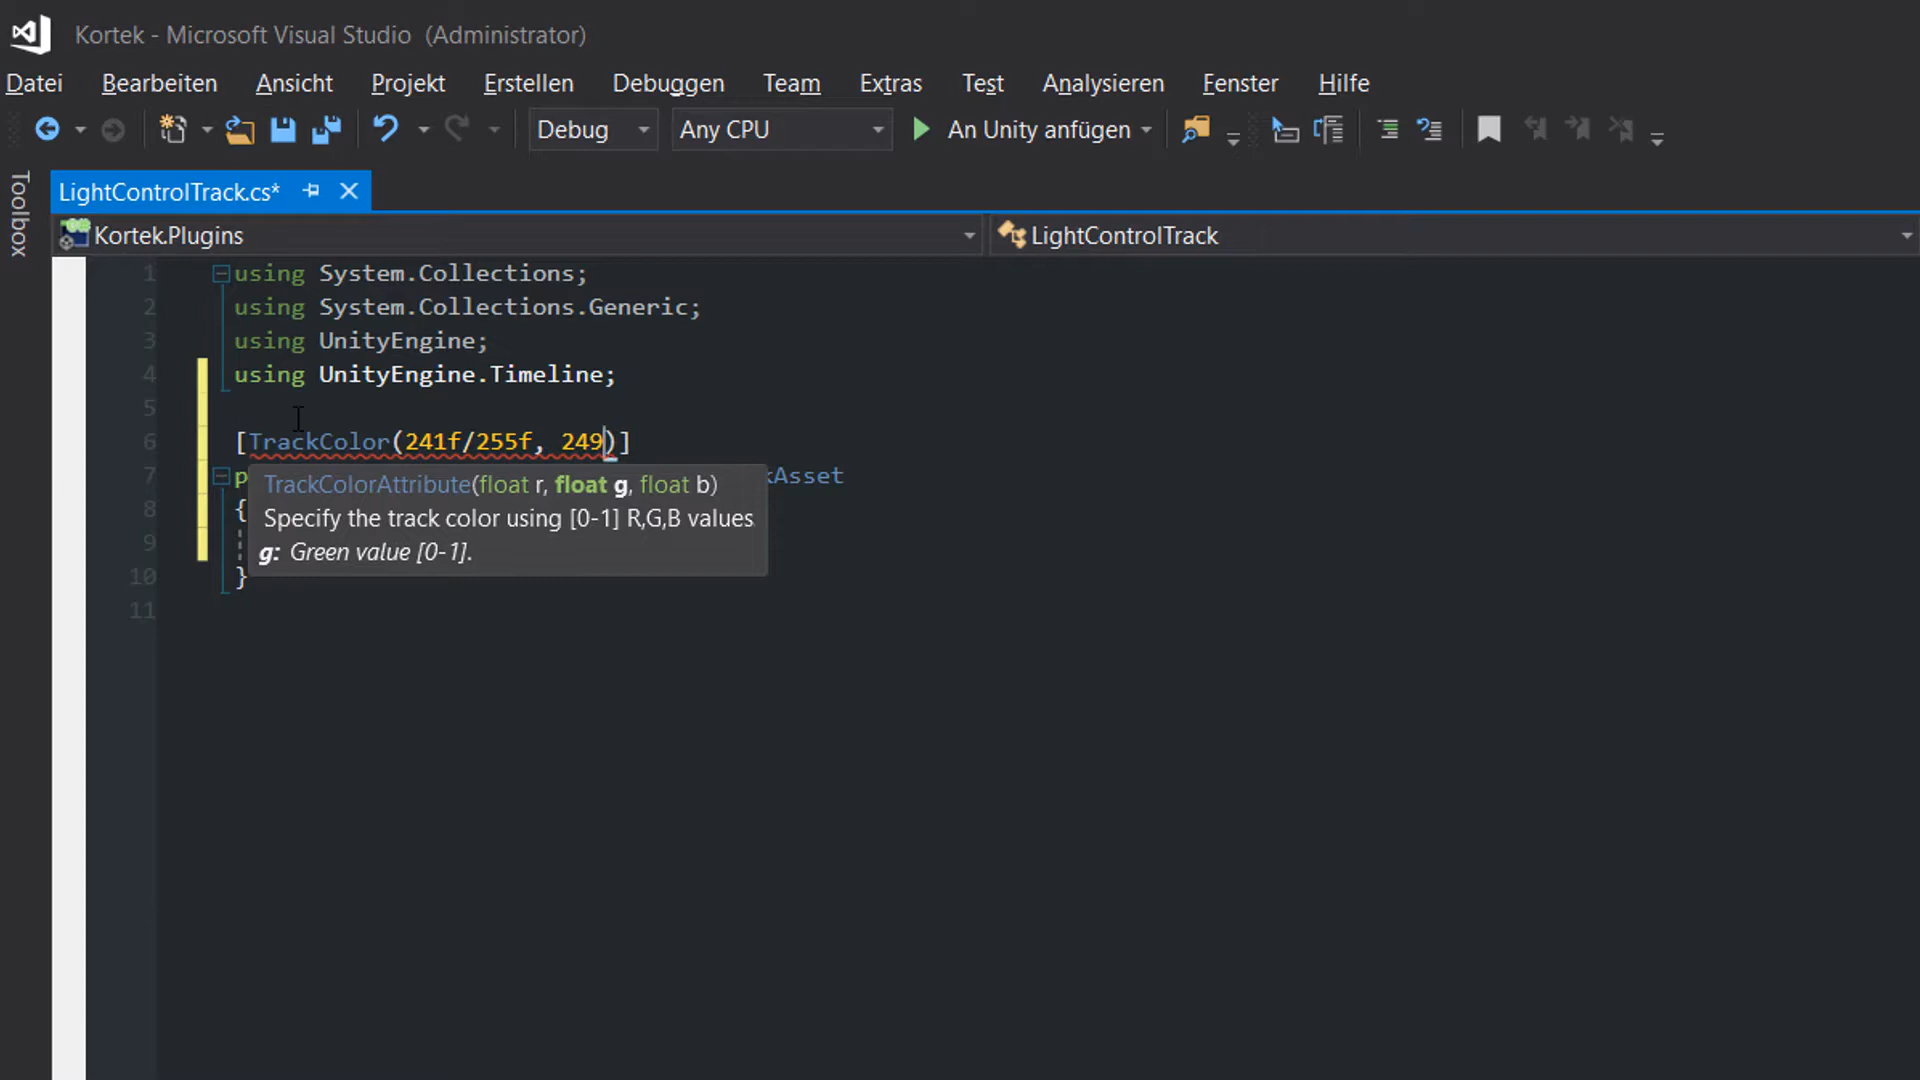 Kortek - Microsoft Visual Studio (Administrator)
Datei Bearbeiten Ansicht Projekt Erstellen Debuggen Team Extras Test Analysieren Fenster Hilfe
Debug Any CPU An Unity anfügen
Toolbox
LightControlTrack.cs*
Kortek.Plugins LightControlTrack
1 using System.Collections;
2 using System.Collections.Generic;
3 using UnityEngine;
4 using UnityEngine.Timeline;
5
6 [TrackColor(241f/255f, 249)]
7 p kAsset
TrackColorAttribute(float r, float g, float b)
8 {
Specify the track color using [0-1] R,G,B values
9
g: Green value [0-1].
10 }
11